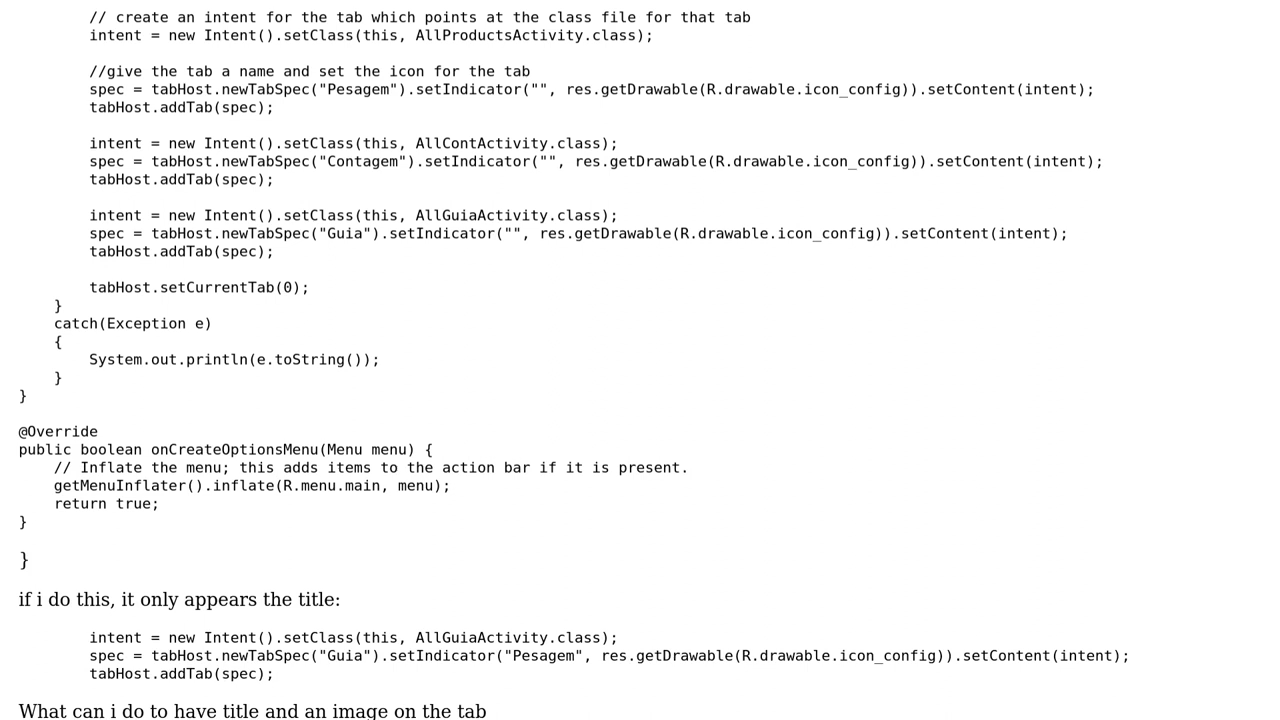 // create an intent for the tab which points at the class file for that tab
intent = new Intent().setClass(this, AllProductsActivity.class);
//give the tab a name and set the icon for the tab
spec = tabHost.newTabSpec("Pesagem").setIndicator("", res.getDrawable(R.drawable.icon_config)).setContent(intent);
tabHost.addTab(spec);
intent = new Intent().setClass(this, AllContActivity.class);
spec = tabHost.newTabSpec("Contagem").setIndicator("", res.getDrawable(R.drawable.icon_config)).setContent(intent);
tabHost.addTab(spec);
intent = new Intent().setClass(this, AllGuiaActivity.class);
spec = tabHost.newTabSpec("Guia").setIndicator("", res.getDrawable(R.drawable.icon_config)).setContent(intent);
tabHost.addTab(spec);
tabHost.setCurrentTab(0);
}
catch(Exception e)
{
System.out.println(e.toString());
}
}
@Override
public boolean onCreateOptionsMenu(Menu menu) {
// Inflate the menu; this adds items to the action bar if it is present.
getMenuInflater().inflate(R.menu.main, menu);
return true;
}
}
if i do this, it only appears the title:
intent = new Intent().setClass(this, AllGuiaActivity.class);
spec = tabHost.newTabSpec("Guia").setIndicator("Pesagem", res.getDrawable(R.drawable.icon_config)).setContent(intent);
tabHost.addTab(spec);
What can i do to have title and an image on the tab